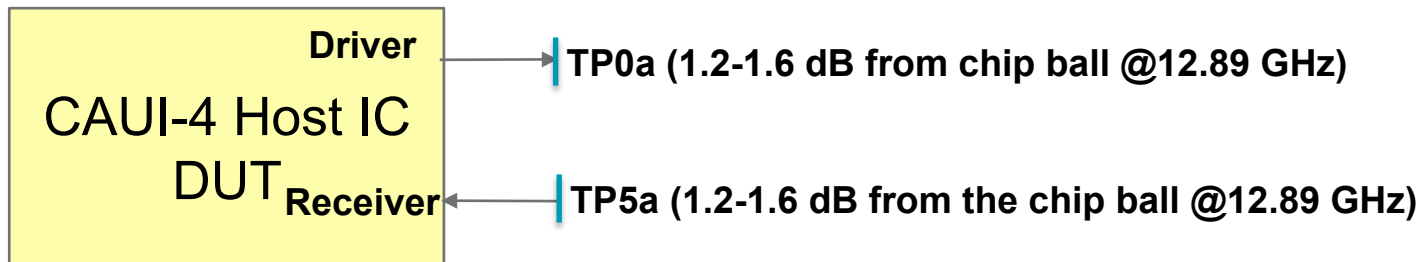 Driver
TP0a (1.2-1.6 dB from chip ball @12.89 GHz)
CAUI-4 Host IC
DUT
Receiver
TP5a (1.2-1.6 dB from the chip ball @12.89 GHz)